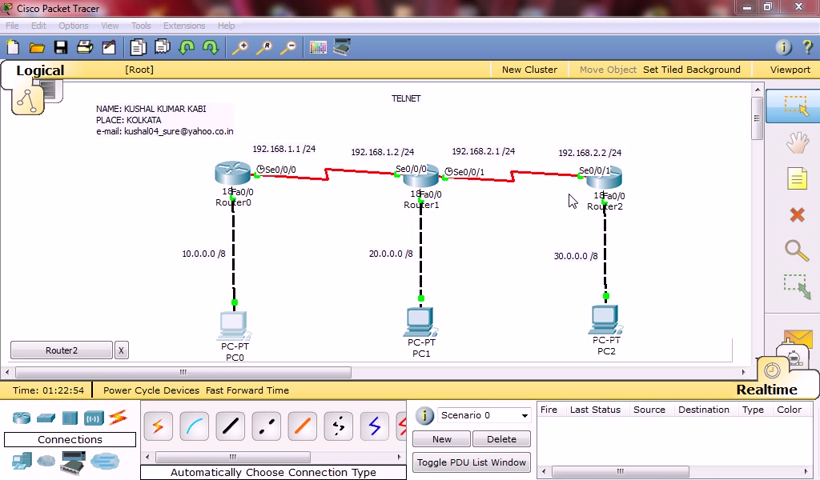 Cisco Packet Tracer
File Edit Options View Tools Extensions Help
Logical [Root] New Cluster Move Object Set Tiled Background Viewport
TELNET
NAME: KUSHAL KUMAR KABI
PLACE: KOLKATA
e-mail: kushal04_sure@yahoo.co.in
192.168.1.1 /24 192.168.1.2 /24 192.168.2.1 /24 192.168.2.2 /24
Se0/0/0 Se0/0/0 Se0/0/1 Se0/0/1
18Fa0/0 18Fa0/0 18Fa0/0
Router0 Router1 Router2
10.0.0.0 /8 20.0.0.0 /8 30.0.0.0 /8
PC-PT PC-PT PC-PT
PC0 PC1 PC2
Router2 X
Time: 01:22:54 Power Cycle Devices Fast Forward Time Realtime
Scenario 0
Fire Last Status Source Destination Type Color
New Delete
Connections
Toggle PDU List Window
Automatically Choose Connection Type